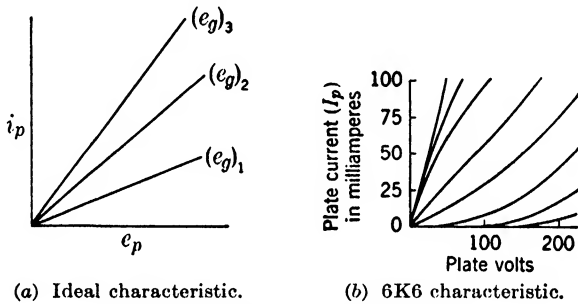 (e_g)_3
(e_g)_2
i_p
(e_g)_1
e_p
(a) Ideal characteristic.
Plate current (I_p)
in milliamperes
100
75
50
25
0
100
200
Plate volts
(b) 6K6 characteristic.